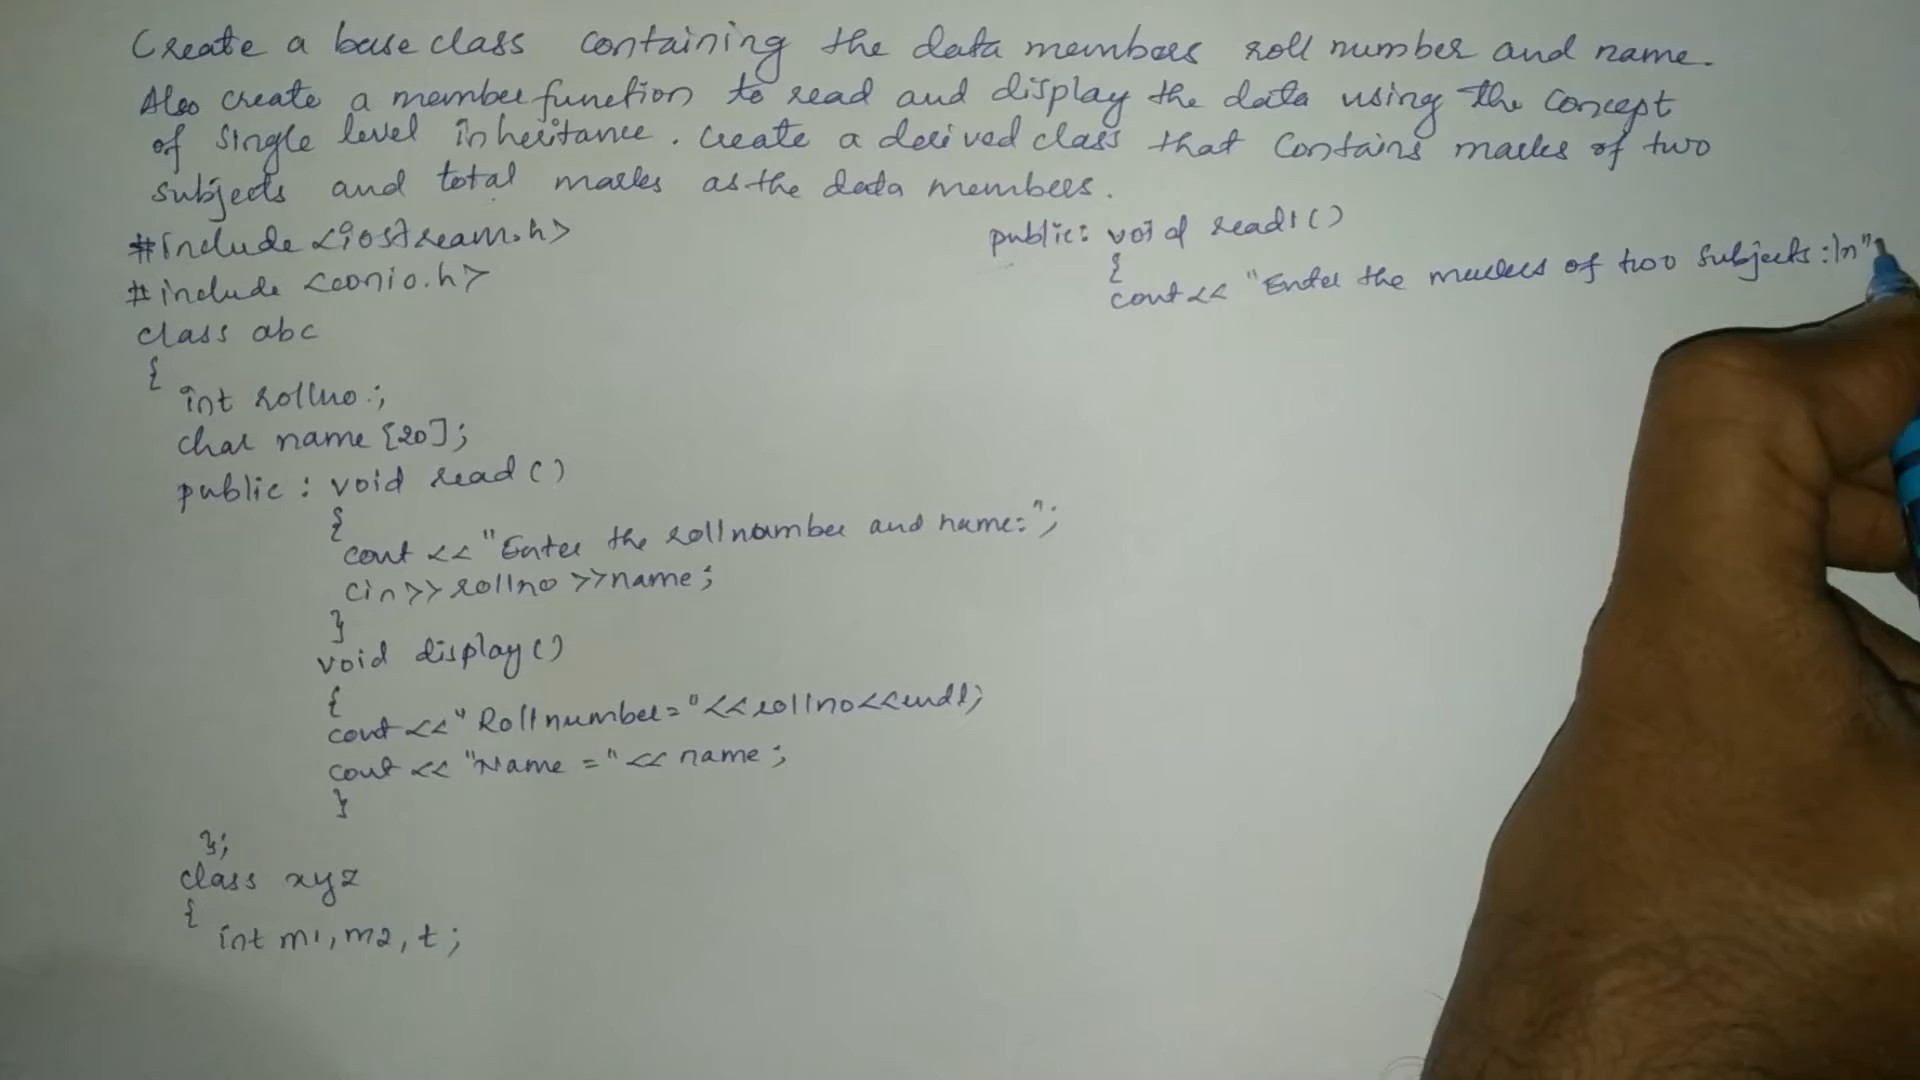 Create a base class containing the data members roll number and name.
Also create a member function to read and display the data using the concept
of single level inheritance. Create a derived class that contains marks of two
subjects and total marks as the data members.
#include <iostream.h>
#include <conio.h>
class abc
{
int rollno;
char name [20];
public : void read ()
{
cout << "Enter the rollnumber and name:";
cin>>rollno >>name;
}
void display()
{
cout <<" Rollnumber="<<rollno<<endl;
cout << "Name =" << name;
}
};
class xyz
{
int m1, m2, t;
public: void read1 ()
{
cout << "Enter the marks of two subjects:\n"